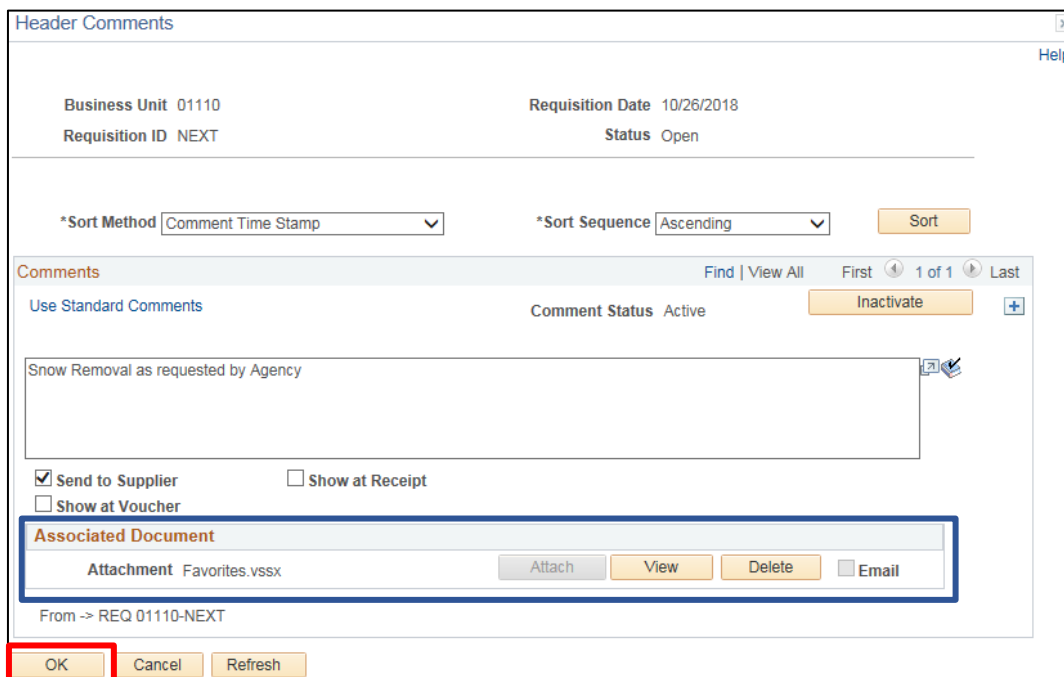 Header Comments
Help
Business Unit 01110 Requisition Date 10/26/2018
Requisition ID NEXT Status Open
*Sort Method Comment Time Stamp *Sort Sequence Ascending Sort
Comments Find | View All First 1 of 1 Last
Use Standard Comments Comment Status Active Inactivate
Snow Removal as requested by Agency
Send to Supplier Show at Receipt
Show at Voucher
Associated Document
Attachment Favorites.vssx Attach View Delete Email
From -> REQ 01110-NEXT
OK Cancel Refresh